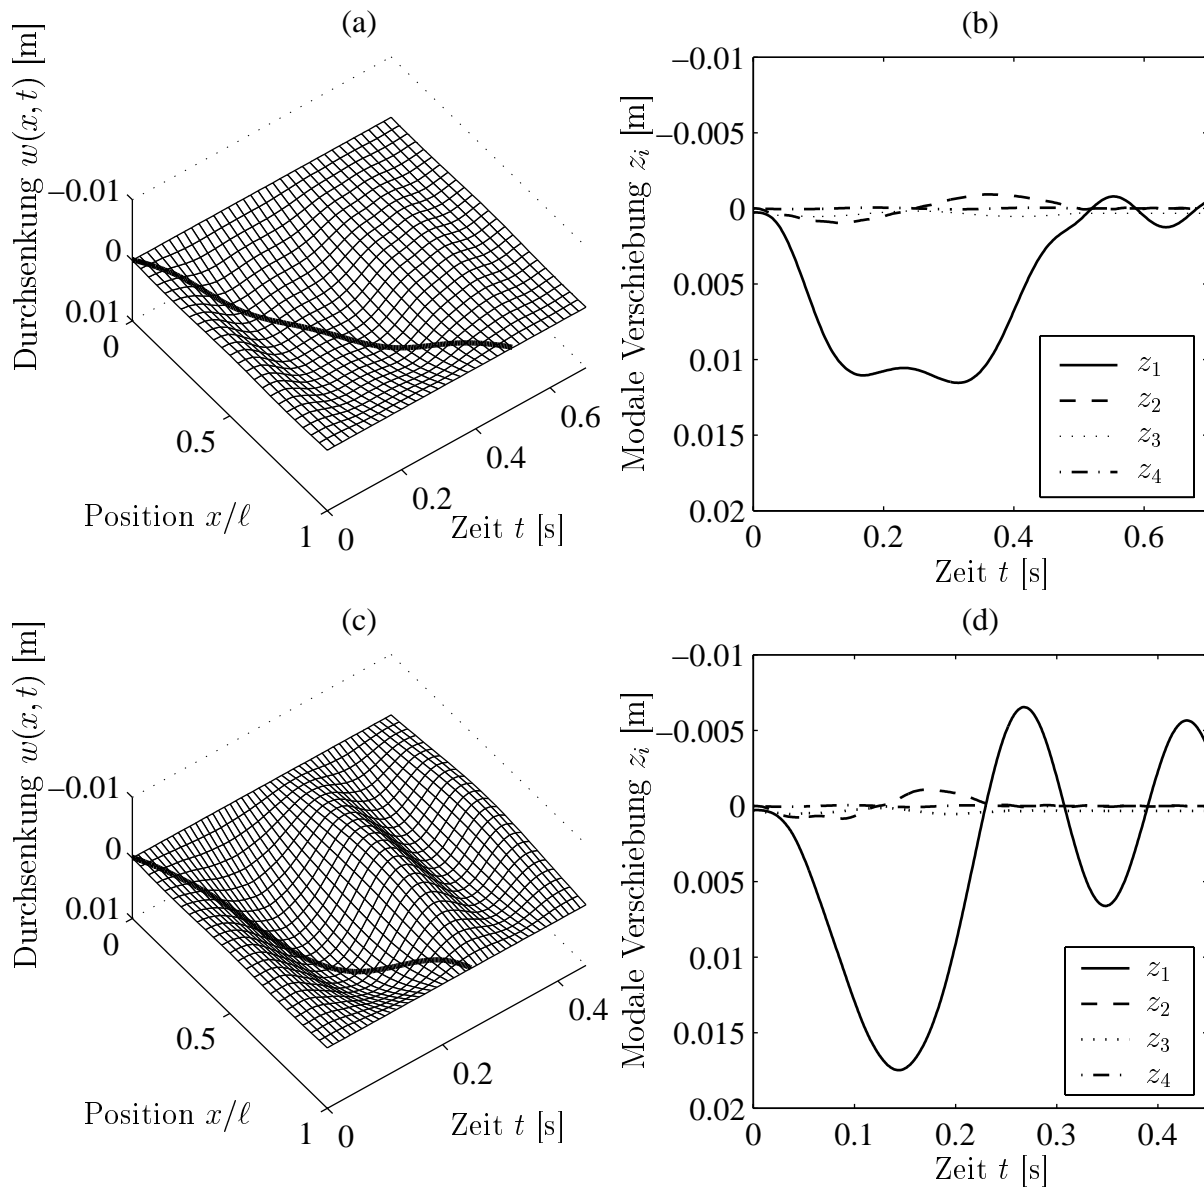 (a)
Durchsenkung w(x, t) [m]
−0.01
0
0.01
0
0.5
1
Position x/ℓ
0
0.2
0.4
0.6
Zeit t [s]
(b)
Modale Verschiebung z_i [m]
−0.01
−0.005
0
0.005
0.01
0.015
0.02
0
0.2
0.4
0.6
Zeit t [s]
z_1
z_2
z_3
z_4
(c)
Durchsenkung w(x, t) [m]
−0.01
0
0.01
0
0.5
1
Position x/ℓ
0
0.2
0.4
Zeit t [s]
(d)
Modale Verschiebung z_i [m]
−0.01
−0.005
0
0.005
0.01
0.015
0.02
0
0.1
0.2
0.3
0.4
Zeit t [s]
z_1
z_2
z_3
z_4